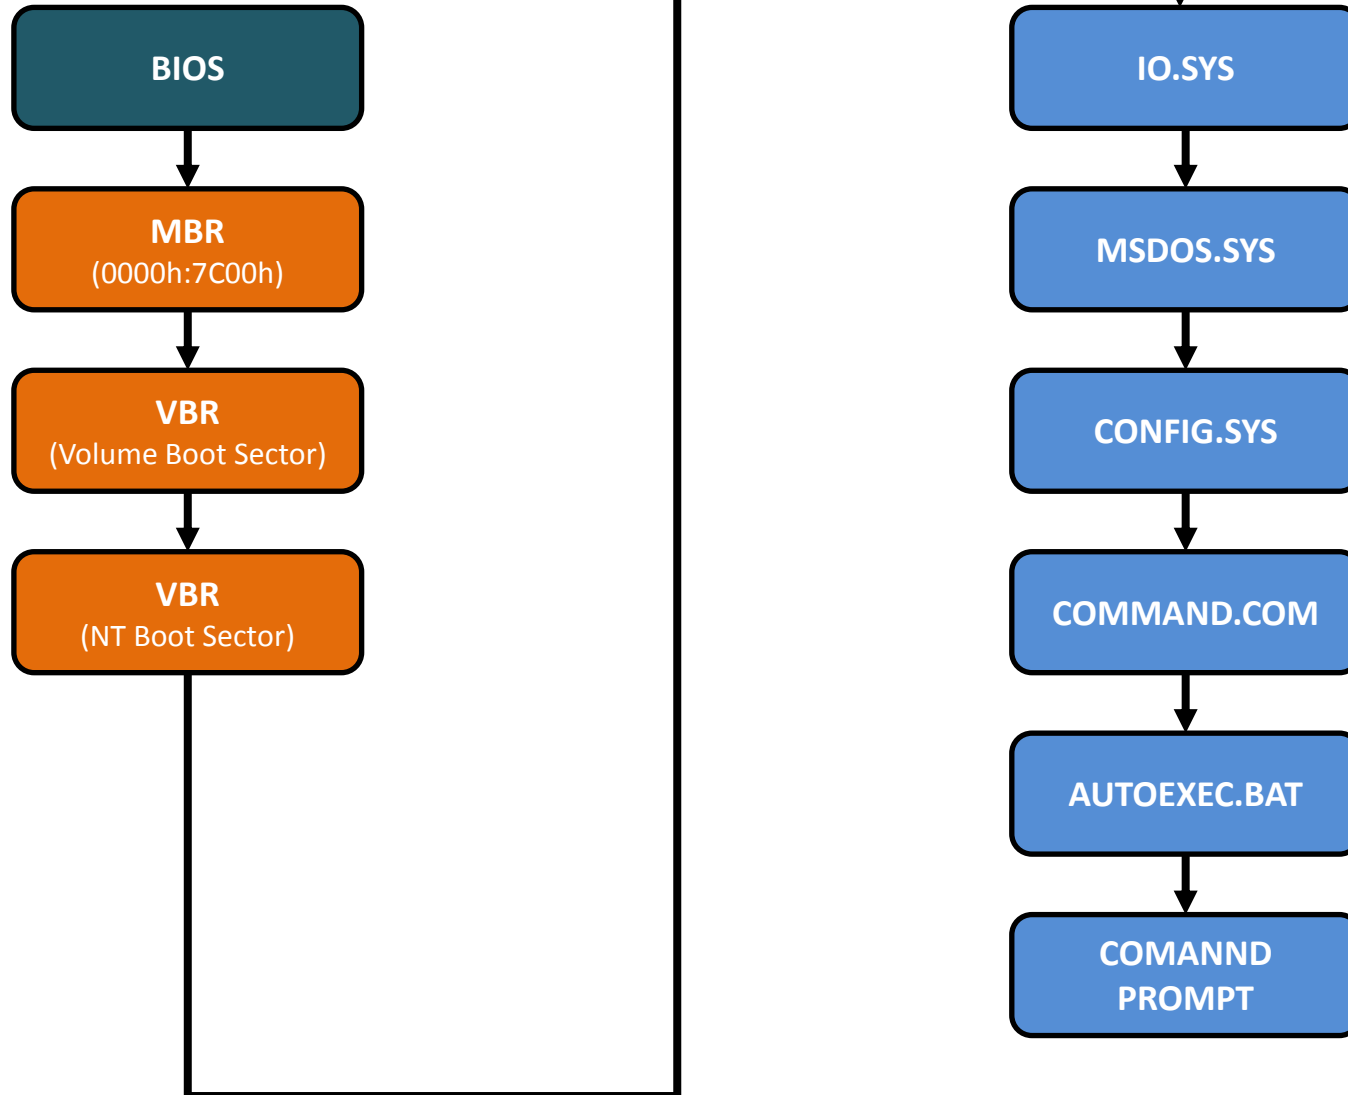 BIOS
MBR
(0000h:7C00h)
VBR
(Volume Boot Sector)
VBR
(NT Boot Sector)
IO.SYS
MSDOS.SYS
CONFIG.SYS
COMMAND.COM
AUTOEXEC.BAT
COMANND
PROMPT